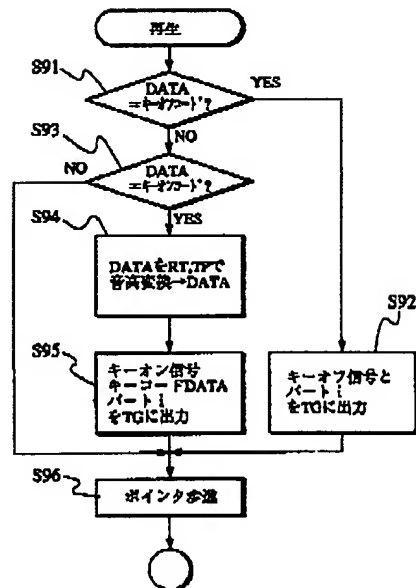 再生
S91
DATA
=キーオフコード?
YES
NO
S93
NO
DATA
=キーオンコード?
YES
S94
DATAをRT,TPで
音高変換→DATA
S92
キーオフ信号と
パートi
をTGに出力
S95
キーオン信号
キーコードDATA
パートi
をTGに出力
S96
ポインタ歩進